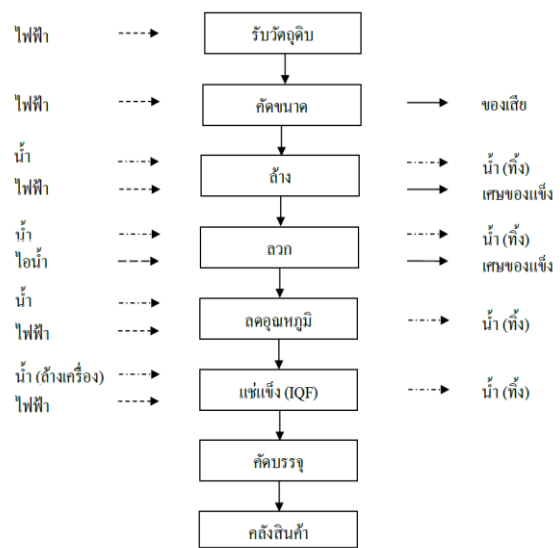 ไฟฟ้า รับวัตถุดิบ
ไฟฟ้า คัดขนาด ของเสีย
น้ำ น้ำ (ทิ้ง)
ล้าง
ไฟฟ้า เศษของแข็ง
น้ำ น้ำ (ทิ้ง)
ลวก
ไอน้ำ เศษของแข็ง
น้ำ
ลดอุณหภูมิ น้ำ (ทิ้ง)
ไฟฟ้า
น้ำ (ล้างเครื่อง)
แช่แข็ง (IQF) น้ำ (ทิ้ง)
ไฟฟ้า
คัดบรรจุ
คลังสินค้า